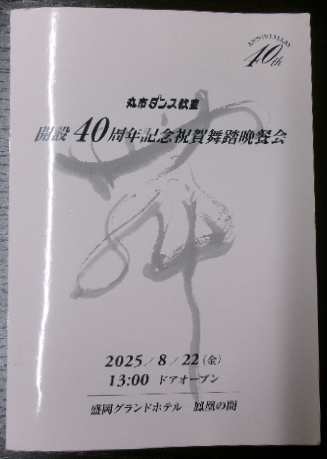 ANNIVERSARY
40th
丸市ダンス教室
開設40周年記念祝賀舞踏晩餐会
舞
2025/8/22(金)
13:00 ドアオープン
盛岡グランドホテル 鳳凰の間